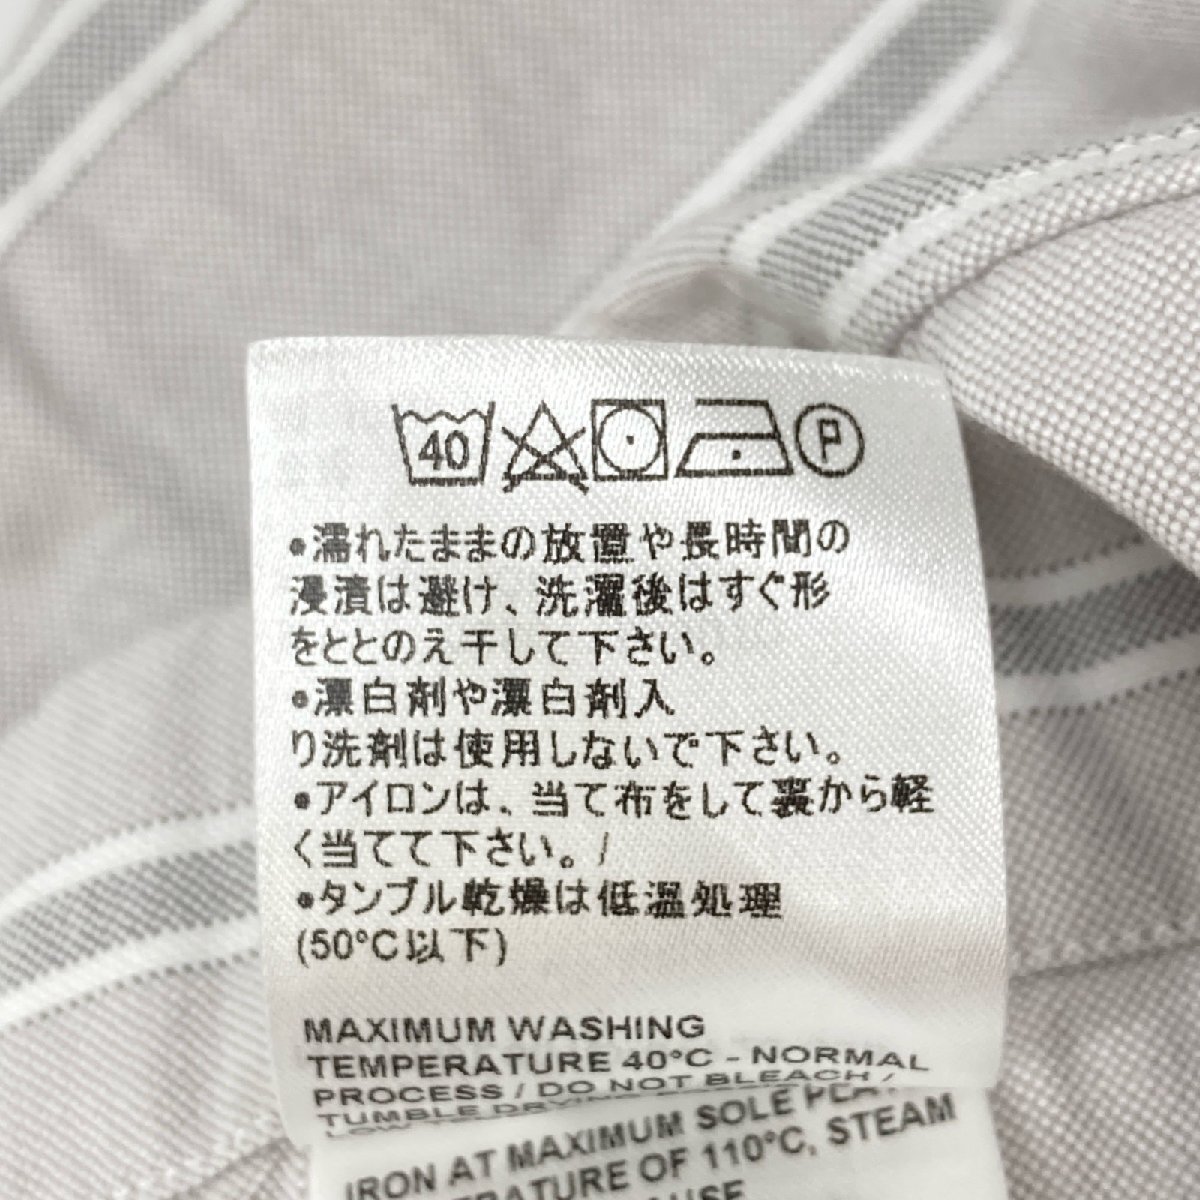 40
P
•濡れたままの放置や長時間の
浸漬は避け、洗濯後はすぐ形
をととのえ干して下さい。
•漂白剤や漂白剤入
り洗剤は使用しないで下さい。
•アイロンは、当て布をして裏から軽
く当てて下さい。/
•タンブル乾燥は低温処理
(50°C以下)
MAXIMUM WASHING
TEMPERATURE 40°C - NORMAL
PROCESS / DO NOT BLEACH /
TUMBLE DRYING
IRON AT MAXIMUM SOLE
OF 110°C, STEAM